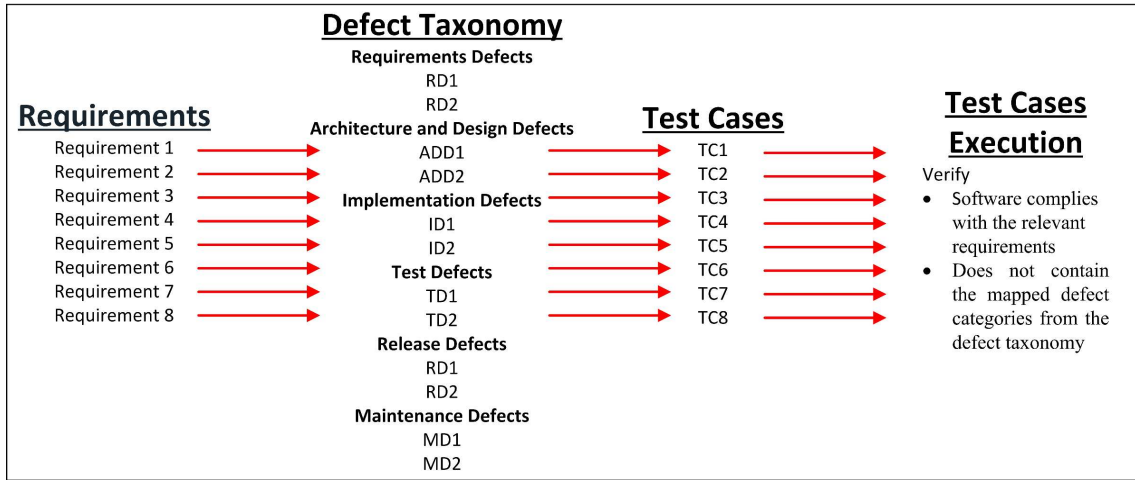 Requirements
Requirement 1
Requirement 2
Requirement 3
Requirement 4
Requirement 5
Requirement 6
Requirement 7
Requirement 8
Defect Taxonomy
Requirements Defects
RD1
RD2
Architecture and Design Defects
ADD1
ADD2
Implementation Defects
ID1
ID2
Test Defects
TD1
TD2
Release Defects
RD1
RD2
Maintenance Defects
MD1
MD2
Test Cases
TC1
TC2
TC3
TC4
TC5
TC6
TC7
TC8
Test Cases
Execution
Verify
• Software complies
with the relevant
requirements
• Does not contain
the mapped defect
categories from the
defect taxonomy